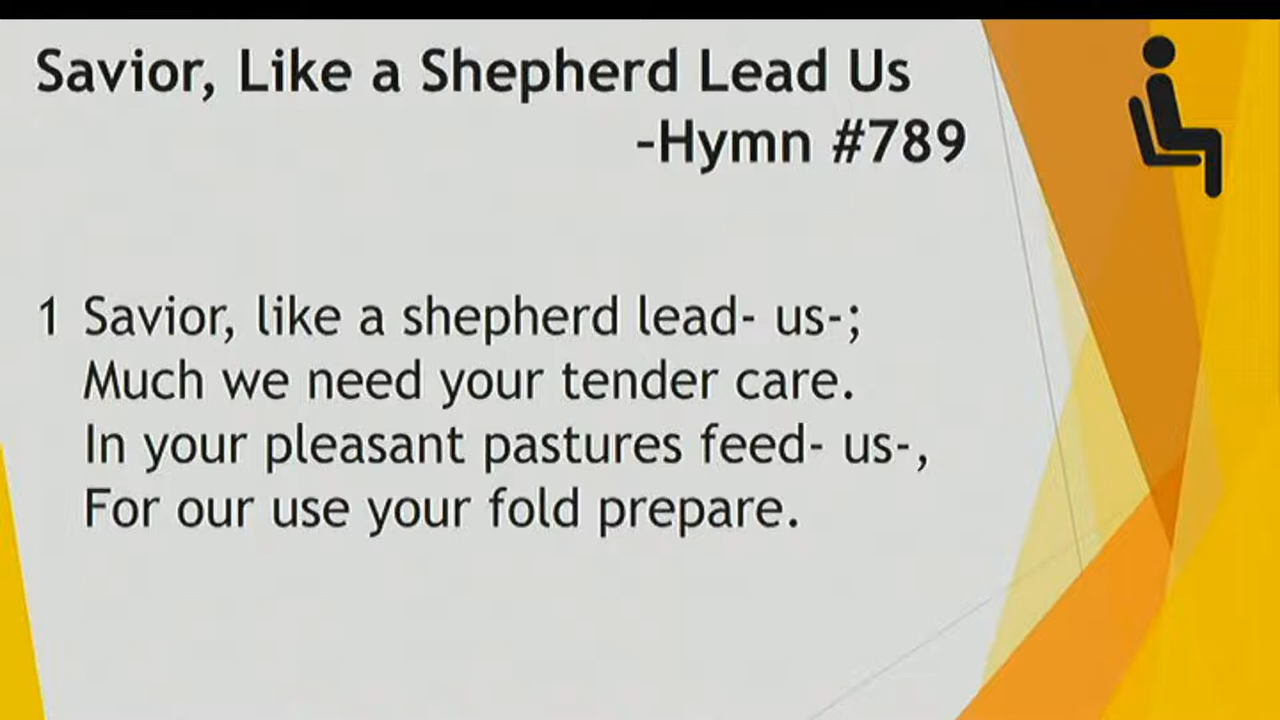 Savior, Like a Shepherd Lead Us
-Hymn #789
1 Savior, like a shepherd lead- us-;
Much we need your tender care.
In your pleasant pastures feed- us-,
For our use your fold prepare.